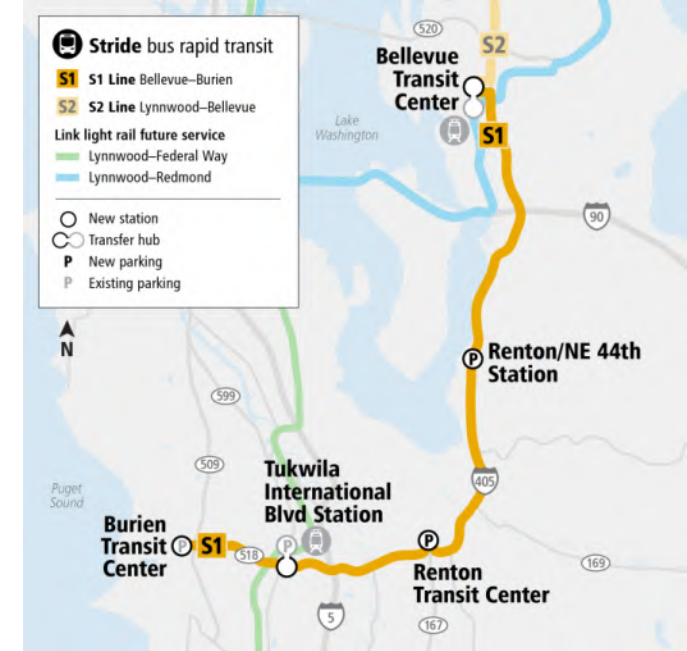 Stride bus rapid transit
S1 S1 Line Bellevue–Burien
S2 S2 Line Lynnwood–Bellevue
Link light rail future service
Lynnwood–Federal Way
Lynnwood–Redmond
New station
Transfer hub
P New parking
P Existing parking
N
520
S2
Bellevue
Transit
Center
Lake
Washington
S1
90
P Renton/NE 44th
Station
599
509
405
Puget
Sound
Tukwila
International
Blvd Station
Burien
Transit
Center
P
S1
518
P
P
Renton
Transit Center
169
5
167